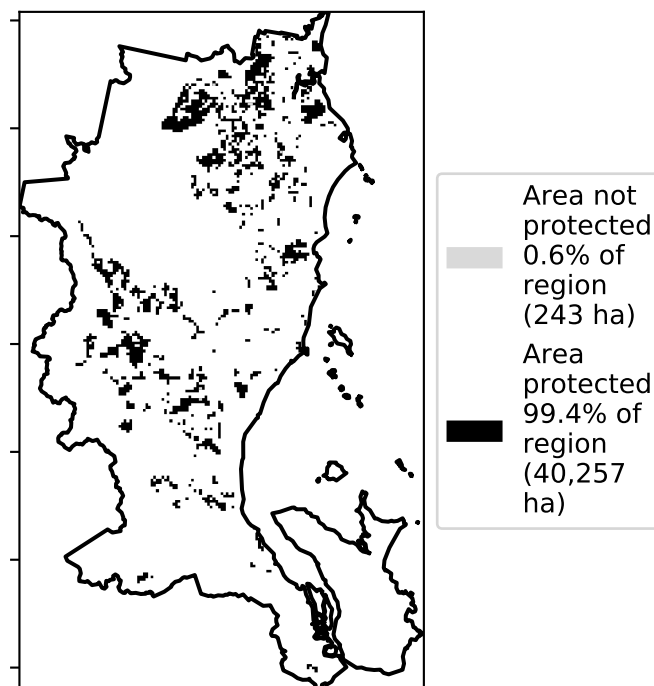 Area not
protected
0.6% of
region
(243 ha)
Area
protected
99.4% of
region
(40,257
ha)